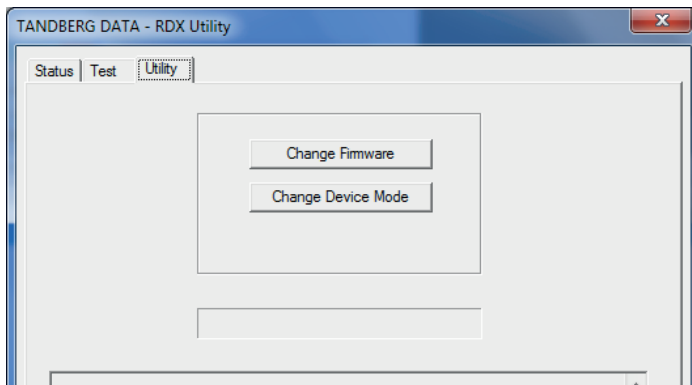 TANDBERG DATA - RDX Utility
Status Test Utility
Change Firmware
Change Device Mode